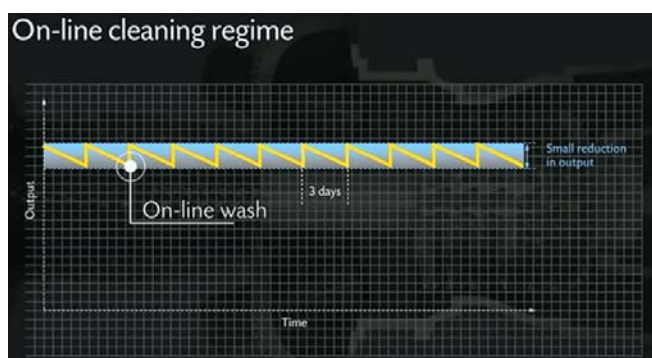 On-line cleaning regime
Small reduction
in output
3 days
On-line wash
Output
Time